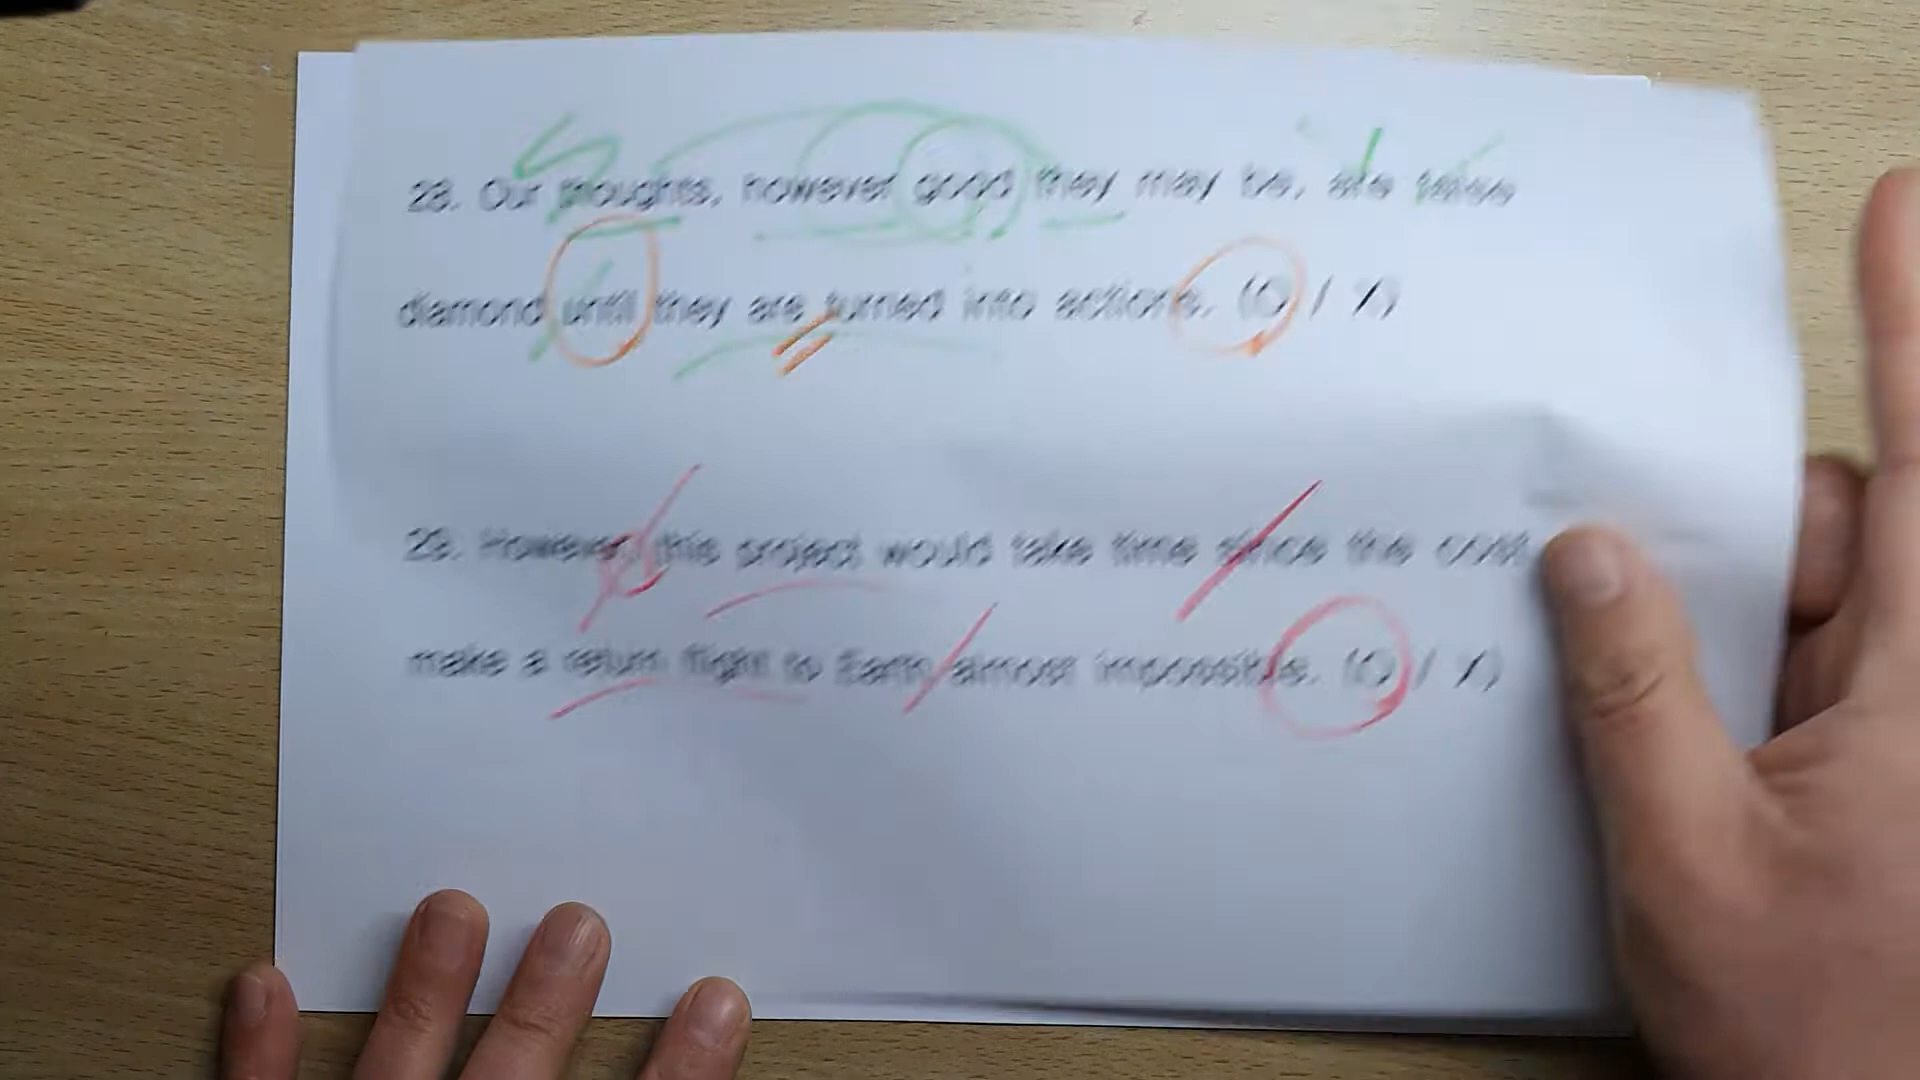 28. Our thoughts, however good they may be, are false
diamond until they are turned into actions. (O / X)
29. However, this project would take time since the cost
make a return flight to Earth almost impossible. (O / X)